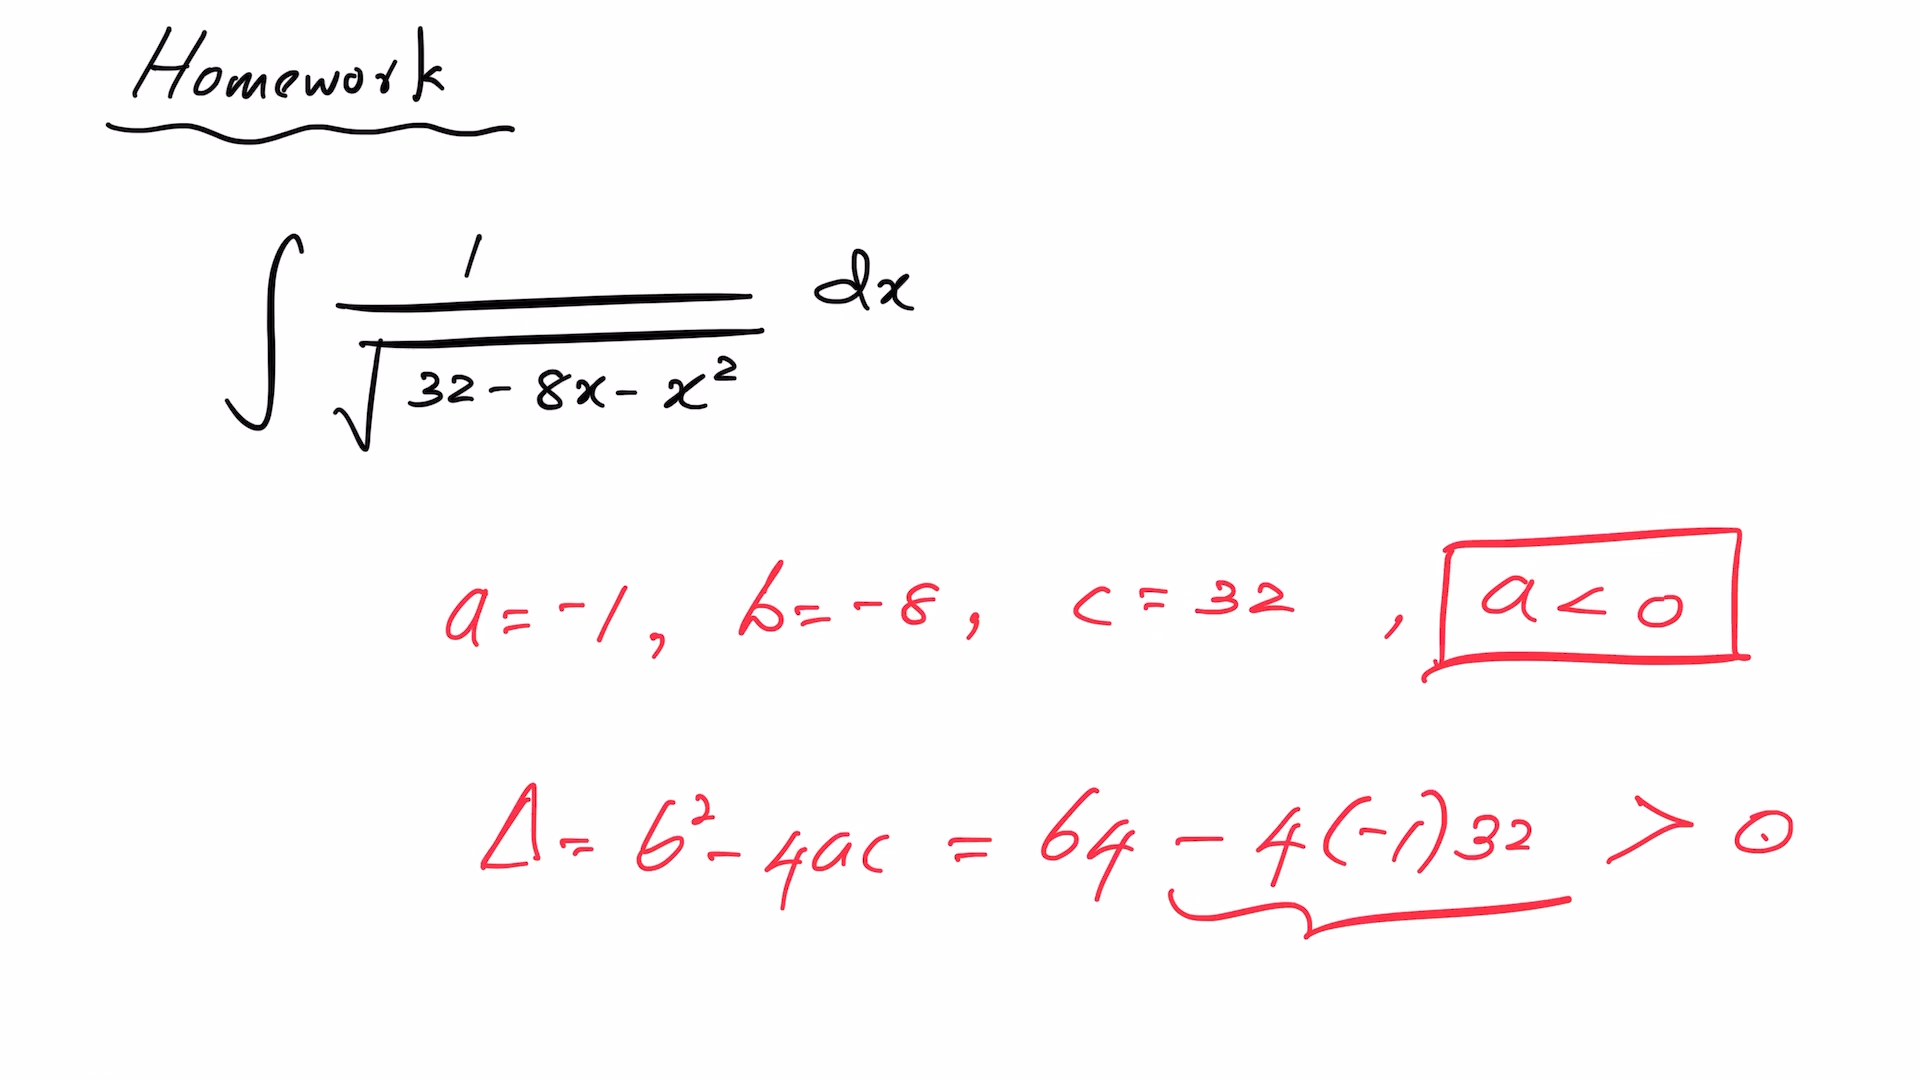 Homework
∫ 1 / √(32 - 8x - x²) dx
a = -1, b = -8, c = 32, a < 0
Δ = b² - 4ac = 64 - 4(-1)32 > 0